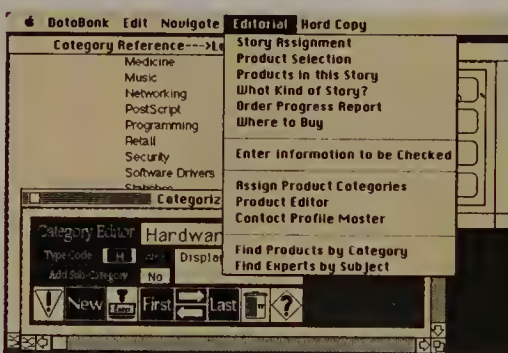 DataBank Edit Navigate Editorial Hard Copy
Category Reference--->
Medicine
Music
Networking
PostScript
Programming
Retail
Security
Software Drivers
Statistics
Story Assignment
Product Selection
Products in this Story
What Kind of Story?
Order Progress Report
Where to Buy
Enter Information to be Checked
Assign Product Categories
Product Editor
Contact Profile Master
Find Products by Category
Find Experts by Subject
Categoriz
Category Editor Hardwar
Type Code H Displa
Add Sub-Category No
New First Last